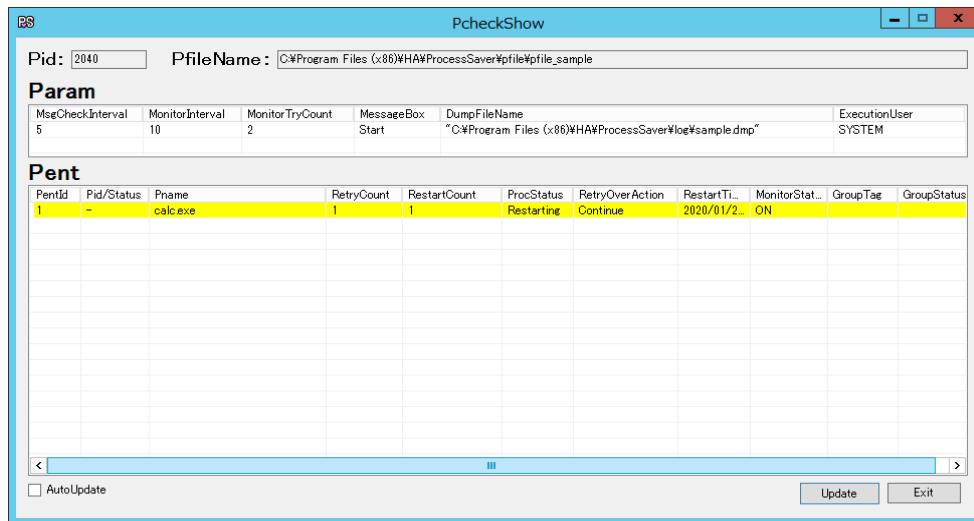 PS PcheckShow
Pid: 2040 PfileName: C:¥Program Files (x86)¥HA¥ProcessSaver¥pfile¥pfile_sample
Param
MsgCheckInterval MonitorInterval MonitorTryCount MessageBox DumpFileName ExecutionUser
5 10 2 Start "C:¥Program Files (x86)¥HA¥ProcessSaver¥log¥sample.dmp" SYSTEM
Pent
PentId Pid/Status Pname RetryCount RestartCount ProcStatus RetryOverAction RestartTi... MonitorStat... GroupTag GroupStatus
1 - calc.exe 1 1 Restarting Continue 2020/01/2... ON
AutoUpdate Update Exit